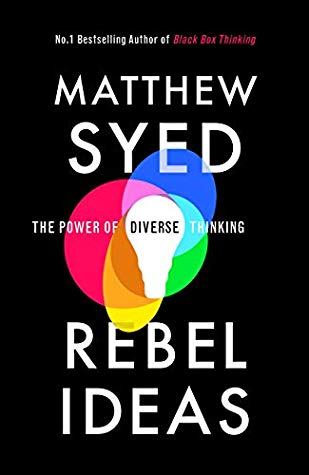 No.1 Bestselling Author of Black Box Thinking
MATTHEW
SYED
THE POWER OF DIVERSE THINKING
REBEL
IDEAS